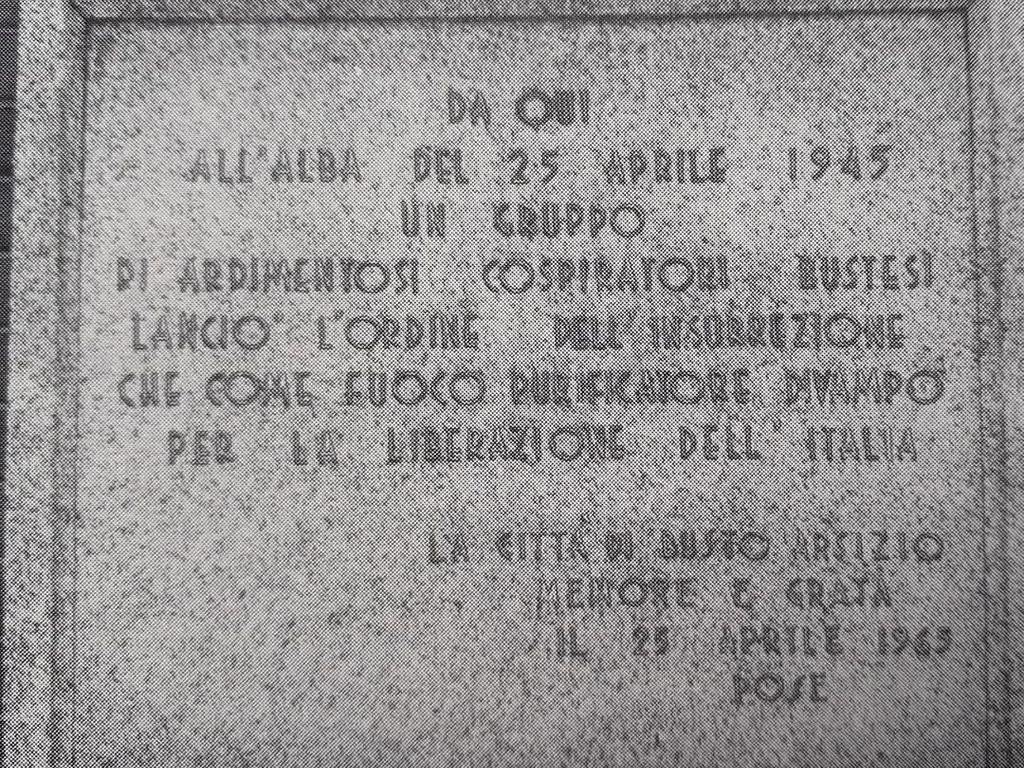 DA QUI
ALL'ALBA DEL 25 APRILE 1945
UN GRUPPO
DI ARDIMENTOSI COSPIRATORI BUSTESI
LANCIO' L'ORDINE DELL'INSURREZIONE
CHE COME FUOCO PURIFICATORE DIVAMPÒ
PER LA LIBERAZIONE DELL'ITALIA
LA CITTÀ DI BUSTO ARSIZIO
MEMORE E GRATA
IL 25 APRILE 1965
POSE